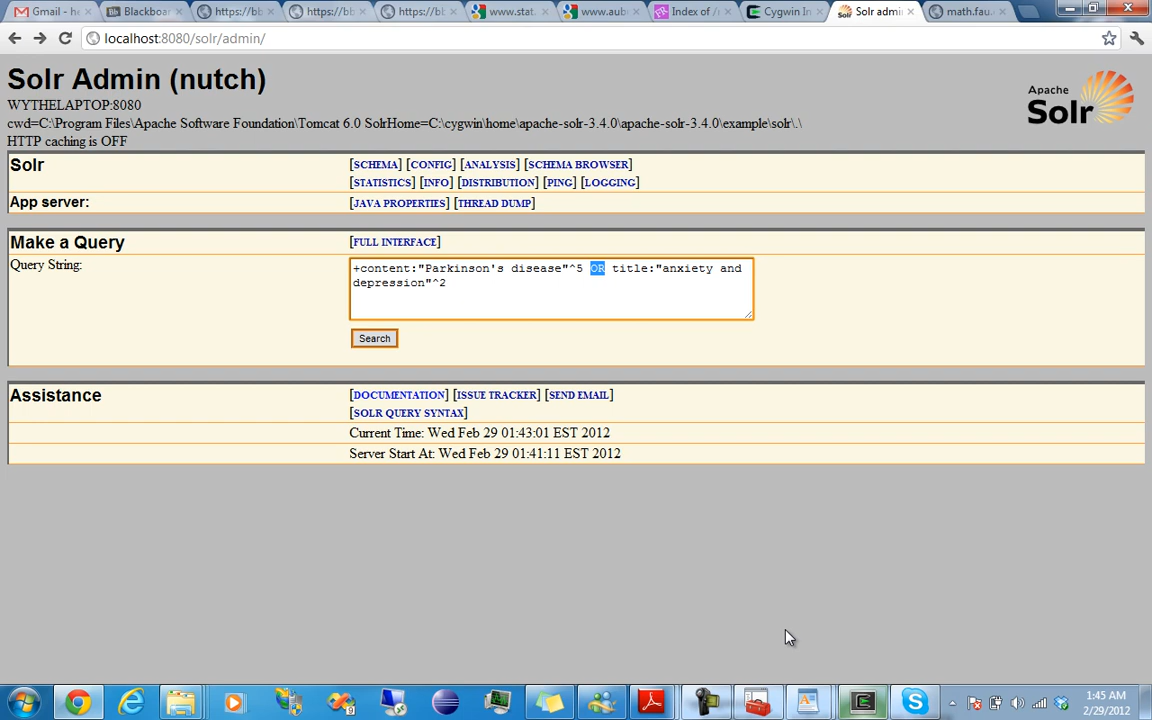 Gmail - he
Blackboar
https://bb
https://bb
https://bb
www.stat.
www.aub
Index of /
Cygwin In
Solr admi
math.fau.
localhost:8080/solr/admin/
Solr Admin (nutch)
WYTHELAPTOP:8080
cwd=C:\Program Files\Apache Software Foundation\Tomcat 6.0 SolrHome=C:\cygwin\home\apache-solr-3.4.0\apache-solr-3.4.0\example\solr\.\
HTTP caching is OFF
Apache
Solr
Solr
[SCHEMA] [CONFIG] [ANALYSIS] [SCHEMA BROWSER]
[STATISTICS] [INFO] [DISTRIBUTION] [PING] [LOGGING]
App server:
[JAVA PROPERTIES] [THREAD DUMP]
Make a Query
[FULL INTERFACE]
Query String:
+content:"Parkinson's disease"^5 OR title:"anxiety and
depression"^2
Search
Assistance
[DOCUMENTATION] [ISSUE TRACKER] [SEND EMAIL]
[SOLR QUERY SYNTAX]
Current Time: Wed Feb 29 01:43:01 EST 2012
Server Start At: Wed Feb 29 01:41:11 EST 2012
1:45 AM
2/29/2012